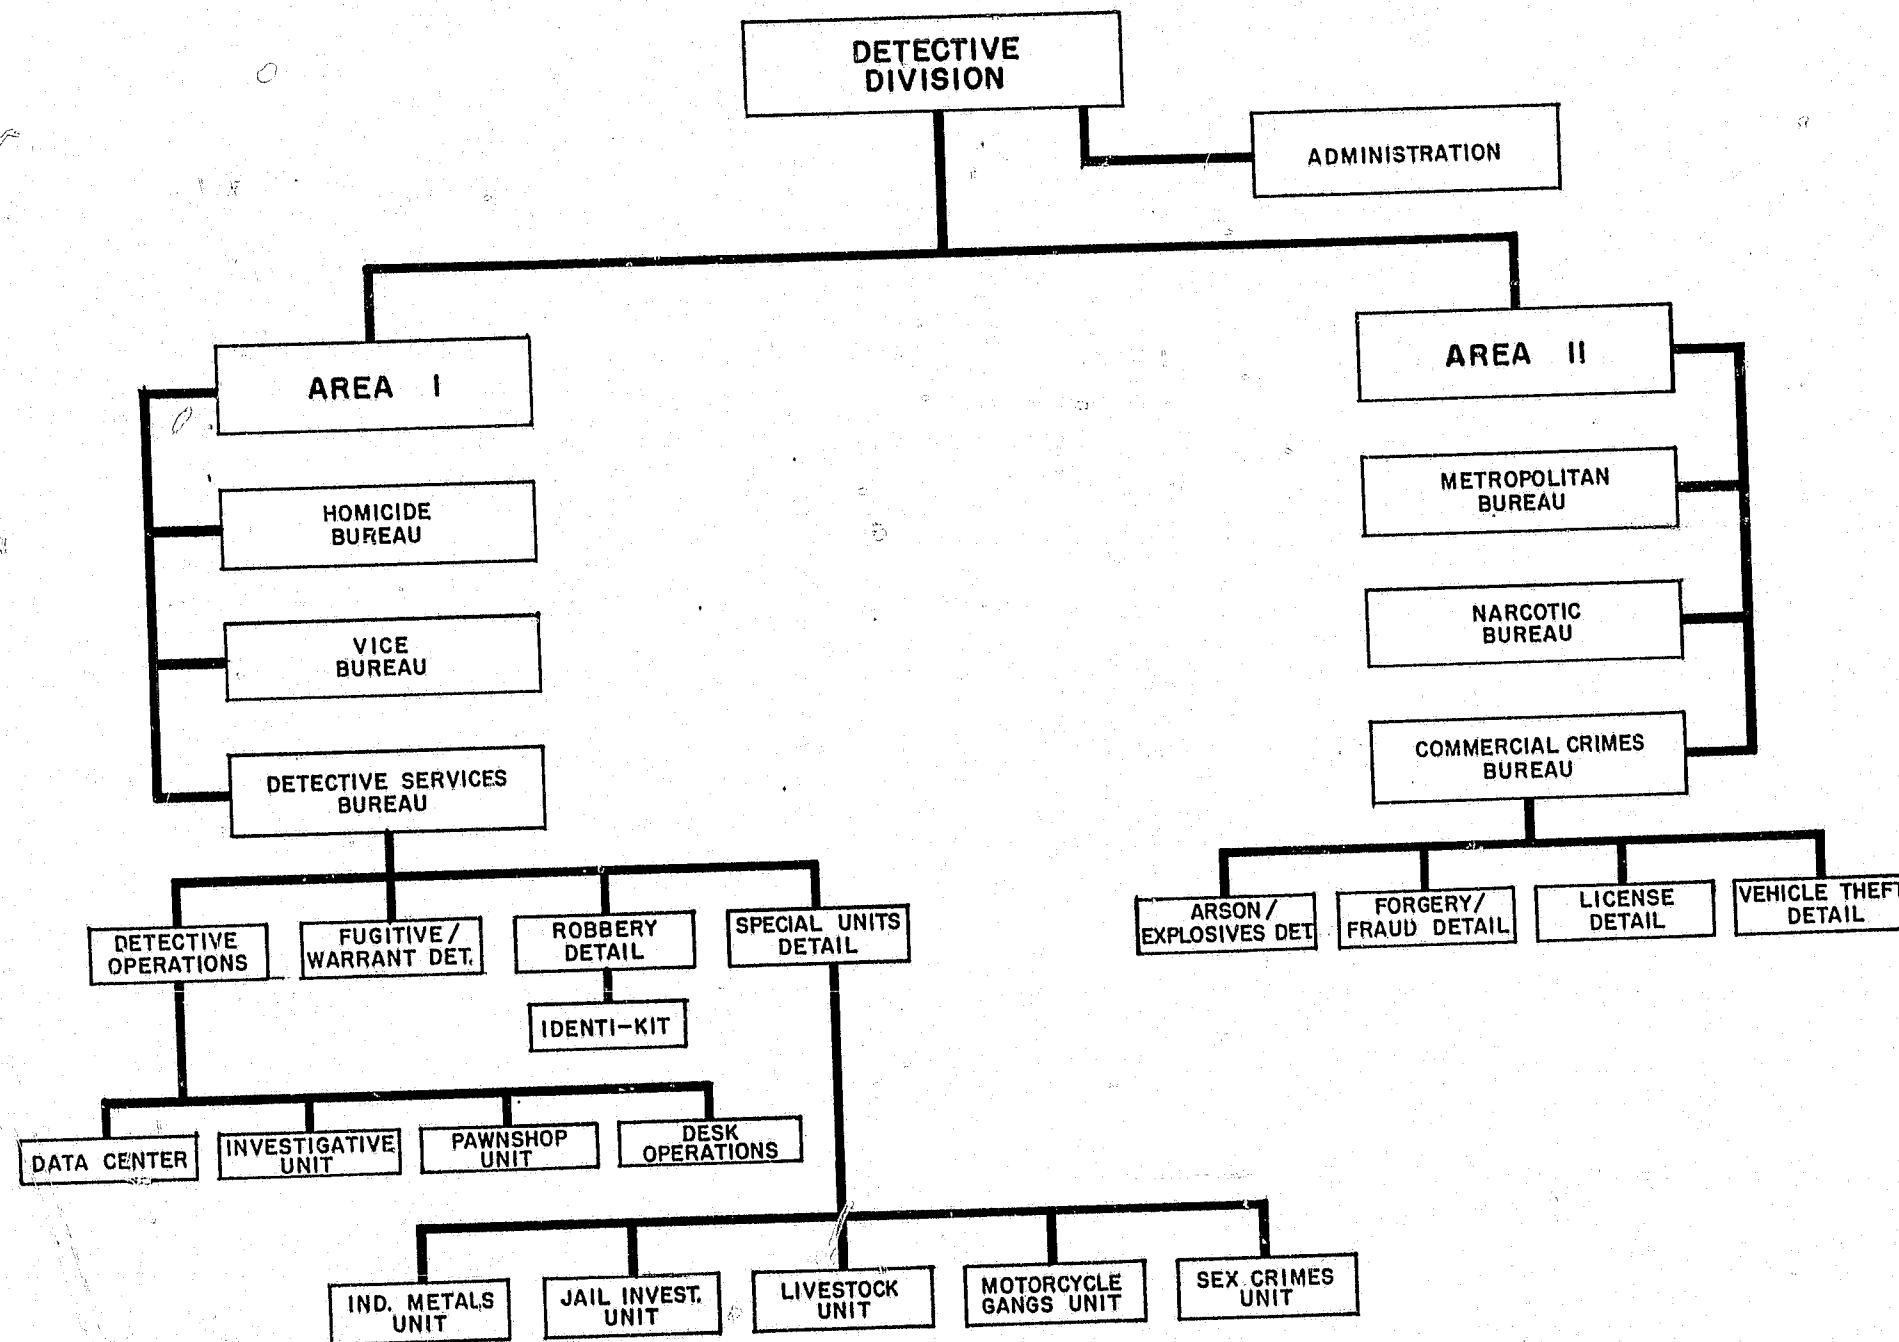 DETECTIVE
DIVISION
ADMINISTRATION
AREA I
AREA II
HOMICIDE
BUREAU
METROPOLITAN
BUREAU
VICE
BUREAU
NARCOTIC
BUREAU
DETECTIVE SERVICES
BUREAU
COMMERCIAL CRIMES
BUREAU
DETECTIVE
OPERATIONS
FUGITIVE/
WARRANT DET.
ROBBERY
DETAIL
SPECIAL UNITS
DETAIL
ARSON/
EXPLOSIVES DET
FORGERY/
FRAUD DETAIL
LICENSE
DETAIL
VEHICLE THEFT
DETAIL
IDENTI-KIT
DATA CENTER
INVESTIGATIVE
UNIT
PAWNSHOP
UNIT
DESK
OPERATIONS
IND. METALS
UNIT
JAIL INVEST.
UNIT
LIVESTOCK
UNIT
MOTORCYCLE
GANGS UNIT
SEX CRIMES
UNIT